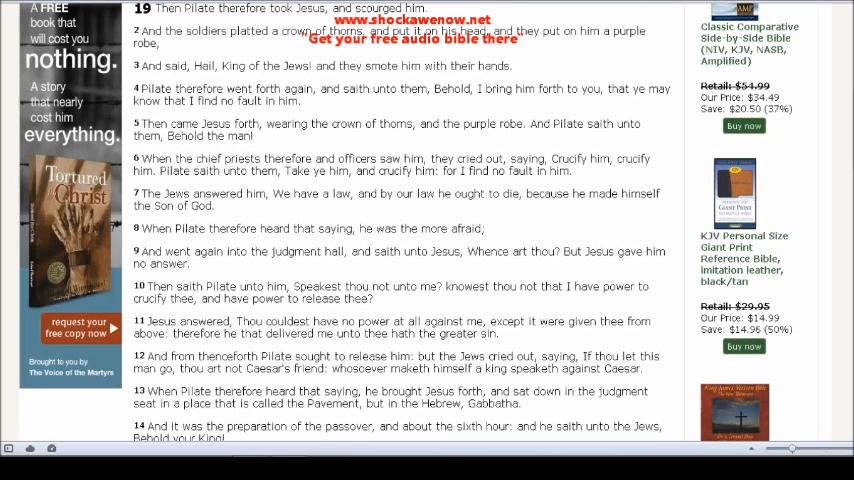 A FREE
book that
will cost you
nothing.
A story
that nearly
cost him
everything.
Tortured
for Christ
request your
free copy now
Brought to you by
The Voice of the Martyrs
www.shockawenow.net
"Get your free audio bible there"
19 Then Pilate therefore took Jesus, and scourged him.
2 And the soldiers platted a crown of thorns, and put it on his head, and they put on him a purple
robe,
3 And said, Hail, King of the Jews! and they smote him with their hands.
4 Pilate therefore went forth again, and saith unto them, Behold, I bring him forth to you, that ye may
know that I find no fault in him.
5 Then came Jesus forth, wearing the crown of thorns, and the purple robe. And Pilate saith unto
them, Behold the man!
6 When the chief priests therefore and officers saw him, they cried out, saying, Crucify him, crucify
him. Pilate saith unto them, Take ye him, and crucify him: for I find no fault in him.
7 The Jews answered him, We have a law, and by our law he ought to die, because he made himself
the Son of God.
8 When Pilate therefore heard that saying, he was the more afraid;
9 And went again into the judgment hall, and saith unto Jesus, Whence art thou? But Jesus gave him
no answer.
10 Then saith Pilate unto him, Speakest thou not unto me? knowest thou not that I have power to
crucify thee, and have power to release thee?
11 Jesus answered, Thou couldest have no power at all against me, except it were given thee from
above: therefore he that delivered me unto thee hath the greater sin.
12 And from thenceforth Pilate sought to release him: but the Jews cried out, saying, If thou let this
man go, thou art not Caesar's friend: whosoever maketh himself a king speaketh against Caesar.
13 When Pilate therefore heard that saying, he brought Jesus forth, and sat down in the judgment
seat in a place that is called the Pavement, but in the Hebrew, Gabbatha.
14 And it was the preparation of the passover, and about the sixth hour: and he saith unto the Jews,
Behold your King!
AMP
Classic Comparative
Side-by-Side Bible
(NIV, KJV, NASB,
Amplified)
Retail: $54.99
Our Price: $34.49
Save: $20.50 (37%)
Buy now
GIANT PRINT
KJV Personal Size
Giant Print
Reference Bible,
imitation leather,
black/tan
Retail: $29.95
Our Price: $14.99
Save: $14.96 (50%)
Buy now